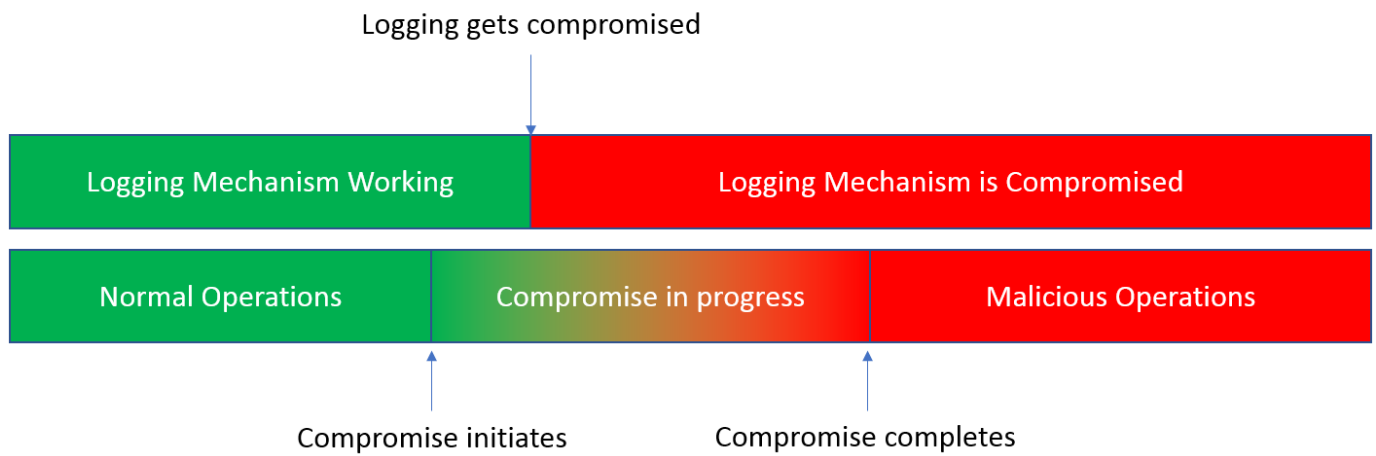 Logging gets compromised
Logging Mechanism Working
Logging Mechanism is Compromised
Normal Operations
Compromise in progress
Malicious Operations
Compromise initiates
Compromise completes